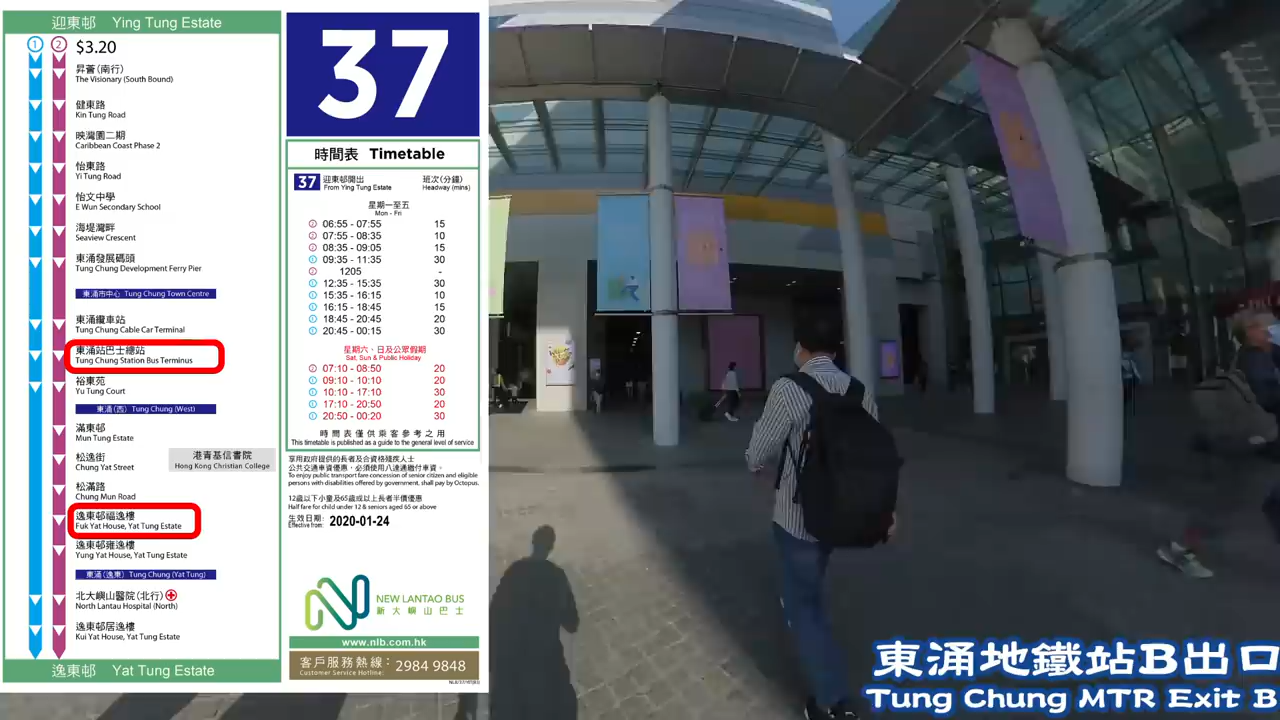 迎東邨 Ying Tung Estate
1 2 $3.20
昇薈(南行)
The Visionary (South Bound)
健東路
Kin Tung Road
映灣園二期
Caribbean Coast Phase 2
怡東路
Yi Tung Road
怡文中學
E Wun Secondary School
海堤灣畔
Seaview Crescent
東涌發展碼頭
Tung Chung Development Ferry Pier
東涌市中心 Tung Chung Town Centre
東涌纜車站
Tung Chung Cable Car Terminal
東涌站巴士總站
Tung Chung Station Bus Terminus
裕東苑
Yu Tung Court
東涌(西) Tung Chung (West)
滿東邨
Mun Tung Estate
松逸街
Chung Yat Street
港青基信書院
Hong Kong Christian College
松滿路
Chung Mun Road
逸東邨福逸樓
Fuk Yat House, Yat Tung Estate
逸東邨雍逸樓
Yung Yat House, Yat Tung Estate
東涌(逸東) Tung Chung (Yat Tung)
北大嶼山醫院(北行)
North Lantau Hospital (North)
逸東邨居逸樓
Kui Yat House, Yat Tung Estate
逸東邨 Yat Tung Estate
37
時間表 Timetable
37 迎東邨開出 班次(分鐘)
From Ying Tung Estate Headway (mins)
星期一至五
Mon - Fri
2 06:55 - 07:55 15
2 07:55 - 08:35 10
2 08:35 - 09:05 15
1 09:35 - 11:35 30
2 1205 -
1 12:35 - 15:35 30
1 15:35 - 16:15 10
1 16:15 - 18:45 15
1 18:45 - 20:45 20
1 20:45 - 00:15 30
星期六、日及公眾假期
Sat, Sun & Public Holiday
2 07:10 - 08:50 20
1 09:10 - 10:10 20
1 10:10 - 17:10 30
1 17:10 - 20:50 20
1 20:50 - 00:20 30
時間表僅供乘客參考之用
This timetable is published as a guide to the general level of service
享用政府提供的長者及合資格殘疾人士
公共交通票價優惠，必須使用八達通繳付車資。
To enjoy public transport fare concession of senior citizen and eligible
persons with disabilities offered by government, shall pay by Octopus.
12歲以下小童及65歲或以上長者半價優惠
Half fare for child under 12 & seniors aged 65 or above
生效日期: 2020-01-24
Effective from:
NEW LANTAO BUS
新大嶼山巴士
www.nlb.com.hk
客戶服務熱線： 2984 9848
Customer Service Hotline:
東涌地鐵站B出口
Tung Chung MTR Exit B